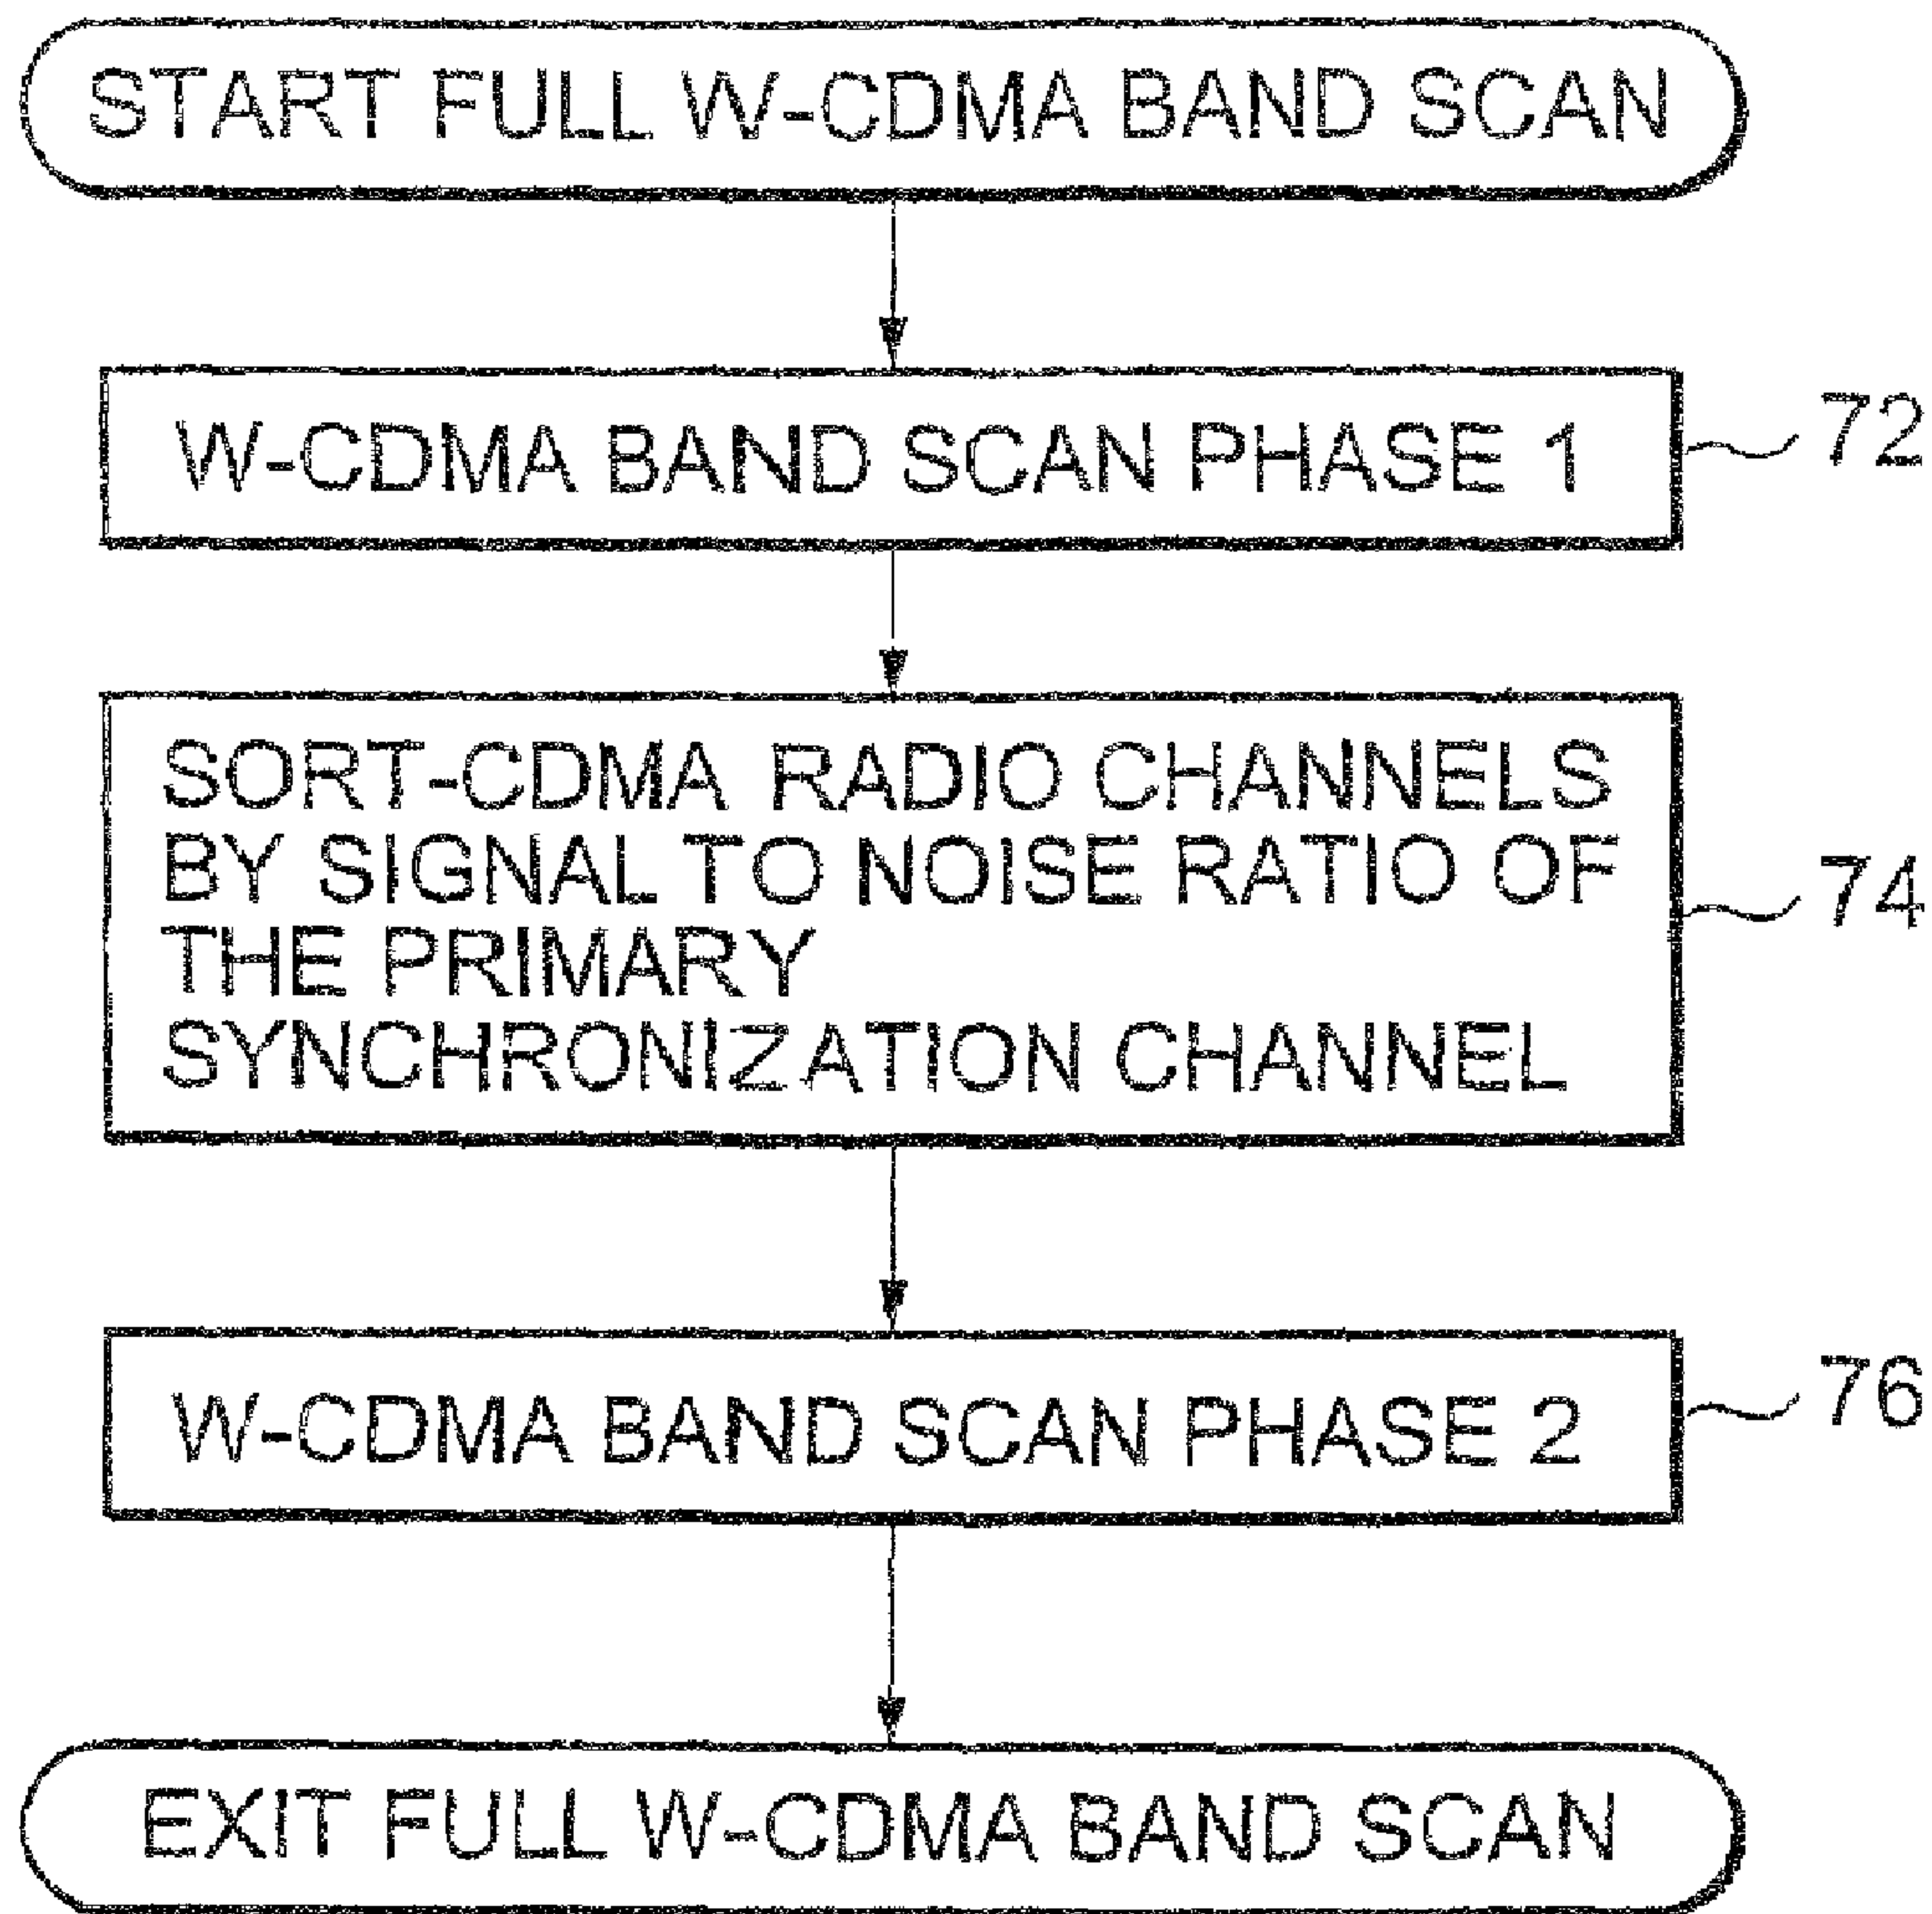 START FULL W-CDMA BAND SCAN
W-CDMA BAND SCAN PHASE 1
72
SORT-CDMA RADIO CHANNELS
BY SIGNAL TO NOISE RATIO OF
THE PRIMARY
SYNCHRONIZATION CHANNEL
74
W-CDMA BAND SCAN PHASE 2
76
EXIT FULL W-CDMA BAND SCAN